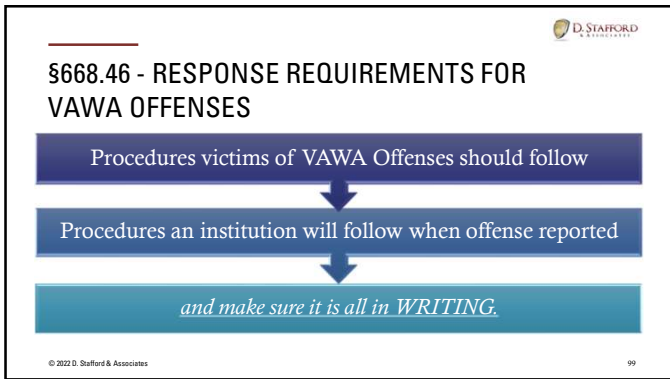 D. STAFFORD
& ASSOCIATES
§668.46 - RESPONSE REQUIREMENTS FOR
VAWA OFFENSES
Procedures victims of VAWA Offenses should follow
Procedures an institution will follow when offense reported
and make sure it is all in WRITING.
© 2022 D. Stafford & Associates
99